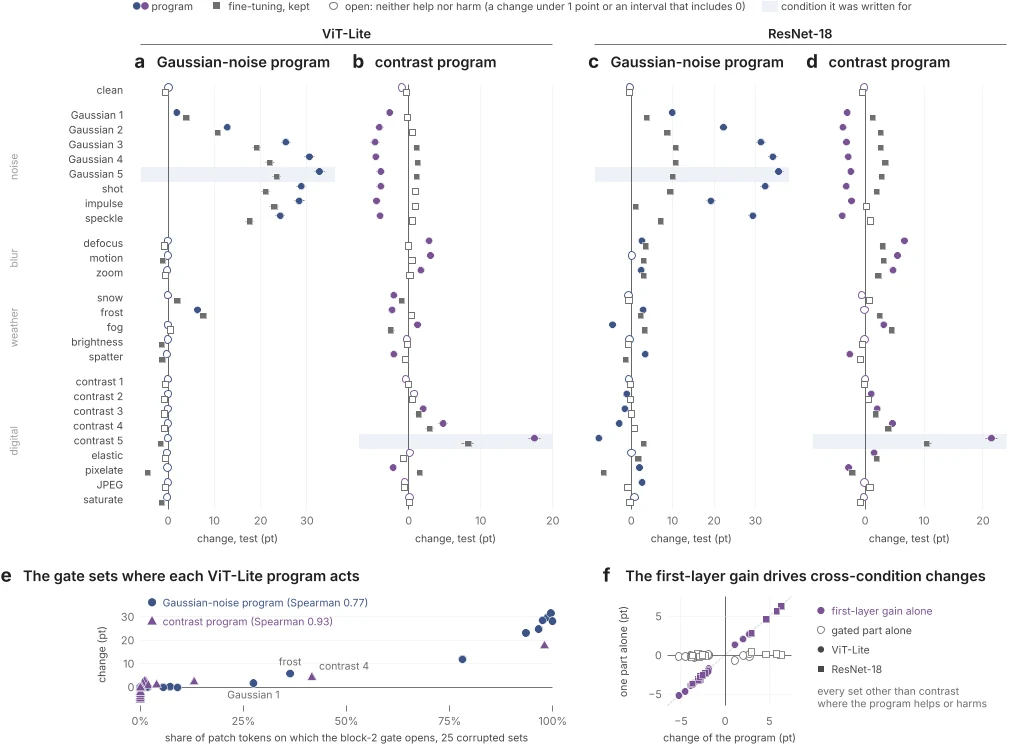 program fine-tuning, kept open: neither help nor harm (a change under 1 point or an interval that includes 0) condition it was written for
ViT-Lite ResNet-18
a Gaussian-noise program b contrast program c Gaussian-noise program d contrast program
clean
noise
Gaussian 1
Gaussian 2
Gaussian 3
Gaussian 4
Gaussian 5
shot
impulse
speckle
blur
defocus
motion
zoom
weather
snow
frost
fog
brightness
spatter
digital
contrast 1
contrast 2
contrast 3
contrast 4
contrast 5
elastic
pixelate
JPEG
saturate
0 10 20 30 0 10 20 0 10 20 30 0 10 20
change, test (pt) change, test (pt) change, test (pt) change, test (pt)
e The gate sets where each ViT-Lite program acts
Gaussian-noise program (Spearman 0.77)
contrast program (Spearman 0.93)
change (pt)
30
20
10
0
frost
contrast 4
Gaussian 1
0% 25% 50% 75% 100%
share of patch tokens on which the block-2 gate opens, 25 corrupted sets
f The first-layer gain drives cross-condition changes
one part alone (pt)
5
0
−5
−5 0 5
change of the program (pt)
first-layer gain alone
gated part alone
ViT-Lite
ResNet-18
every set other than contrast
where the program helps or harms